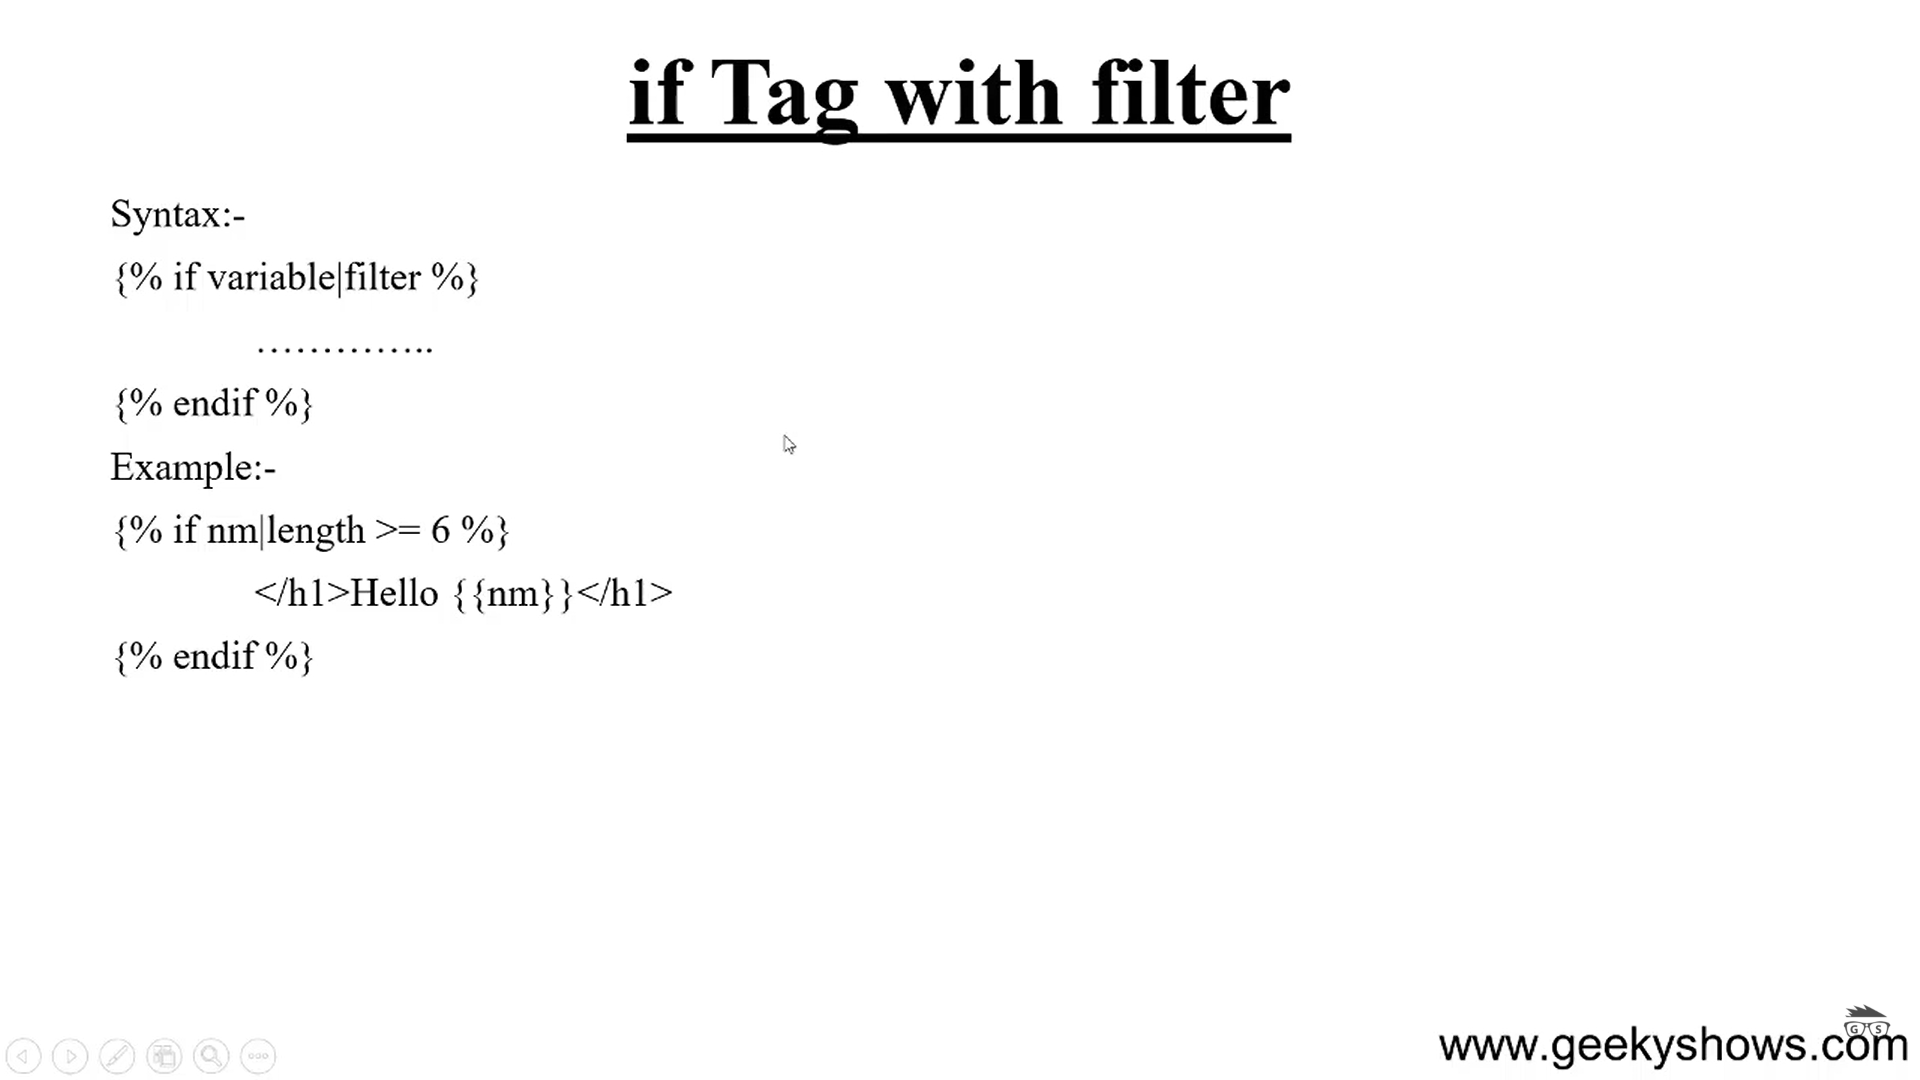 if Tag with filter
Syntax:-
{% if variable|filter %}
…………..
{% endif %}
Example:-
{% if nm|length >= 6 %}
</h1>Hello {{nm}}</h1>
{% endif %}
G S
www.geekyshows.com